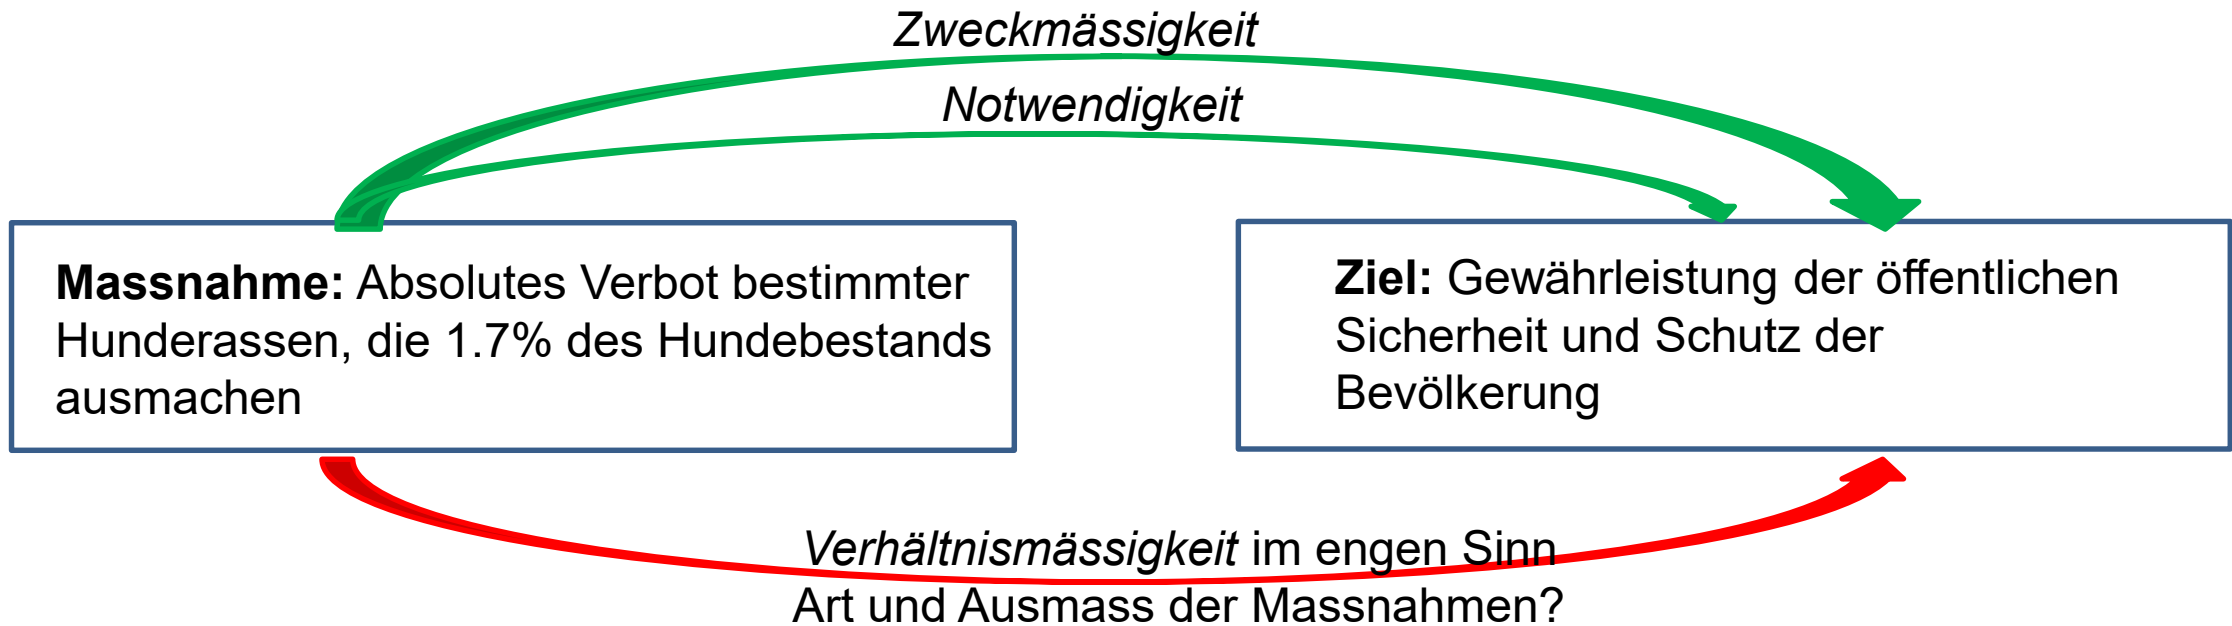 Zweckmässigkeit
Notwendigkeit
Massnahme: Absolutes Verbot bestimmter
Hunderassen, die 1.7% des Hundebestands
ausmachen
Ziel: Gewährleistung der öffentlichen
Sicherheit und Schutz der
Bevölkerung
Verhältnismässigkeit im engen Sinn
Art und Ausmass der Massnahmen?